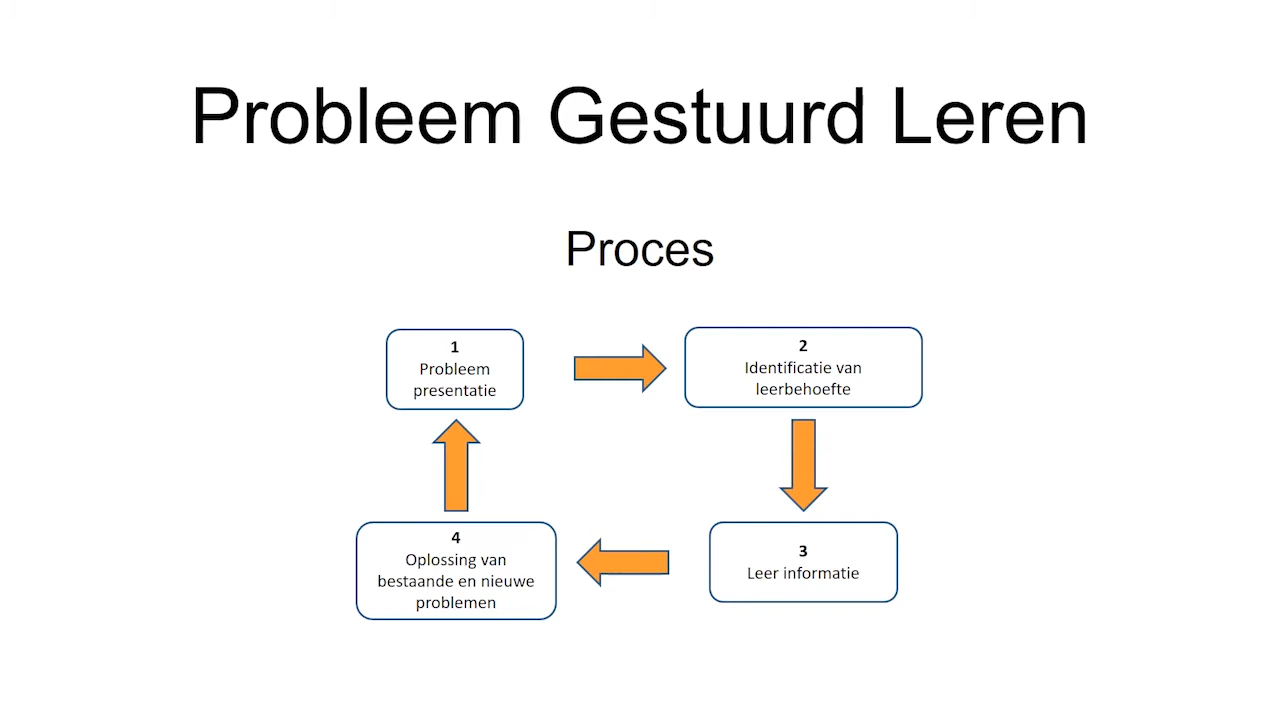 Probleem Gestuurd Leren
Proces
1
Probleem
presentatie
2
Identificatie van
leerbehoefte
3
Leer informatie
4
Oplossing van
bestaande en nieuwe
problemen